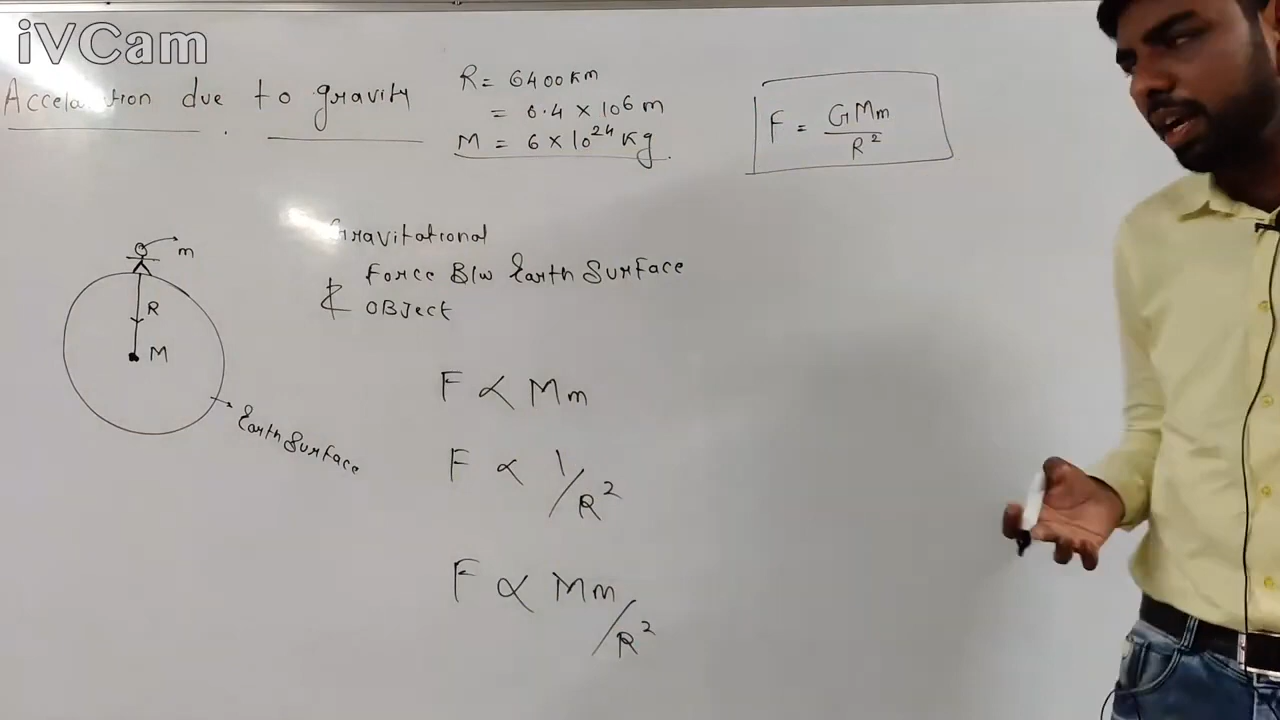 iVCam
Accelaration due to gravity
R = 6400 Km
= 6.4 × 10⁶ m
M = 6 × 10²⁴ Kg
F = GMm / R²
m
R
M
Earth Surface
Gravitational
Force B/w Earth Surface
& OBJect
F ∝ Mm
F ∝ 1/R²
F ∝ Mm/R²